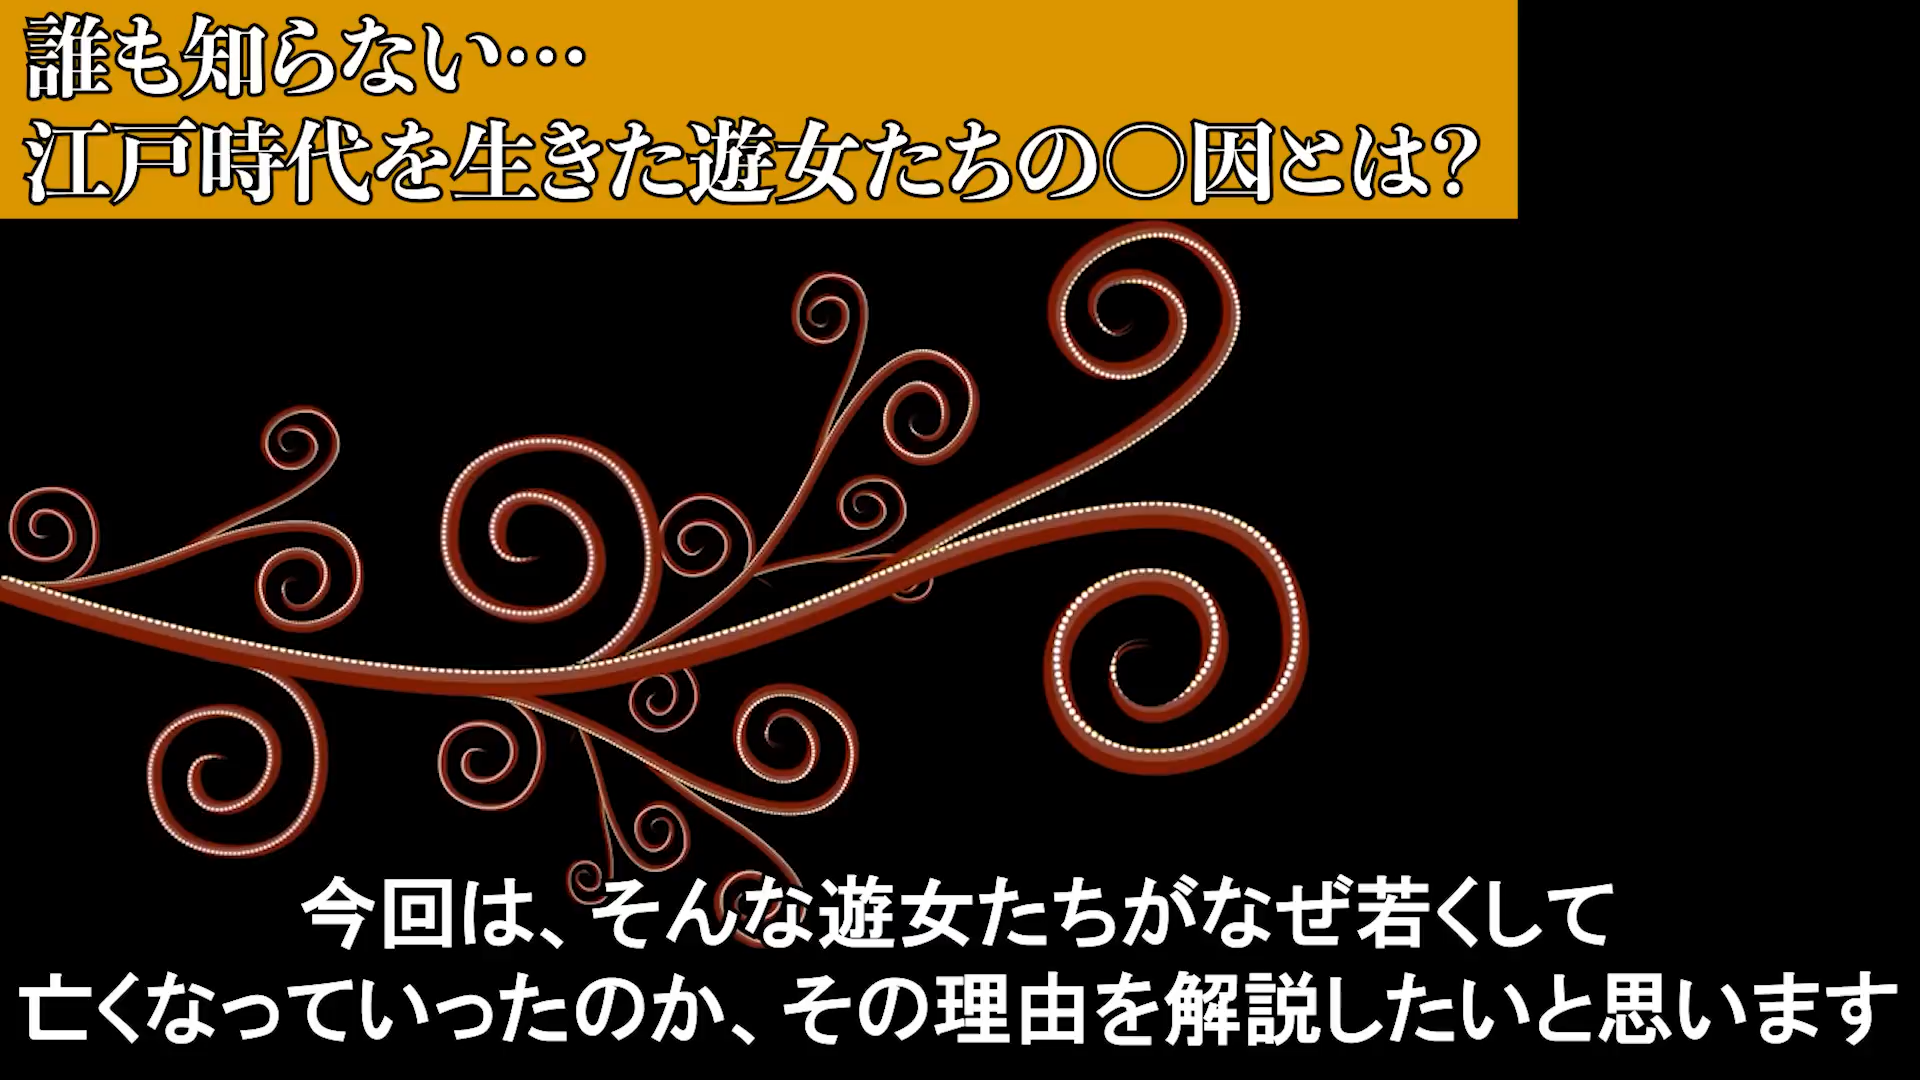 誰も知らない…
江戸時代を生きた遊女たちの〇因とは?
今回は、そんな遊女たちがなぜ若くして
亡くなっていったのか、その理由を解説したいと思います